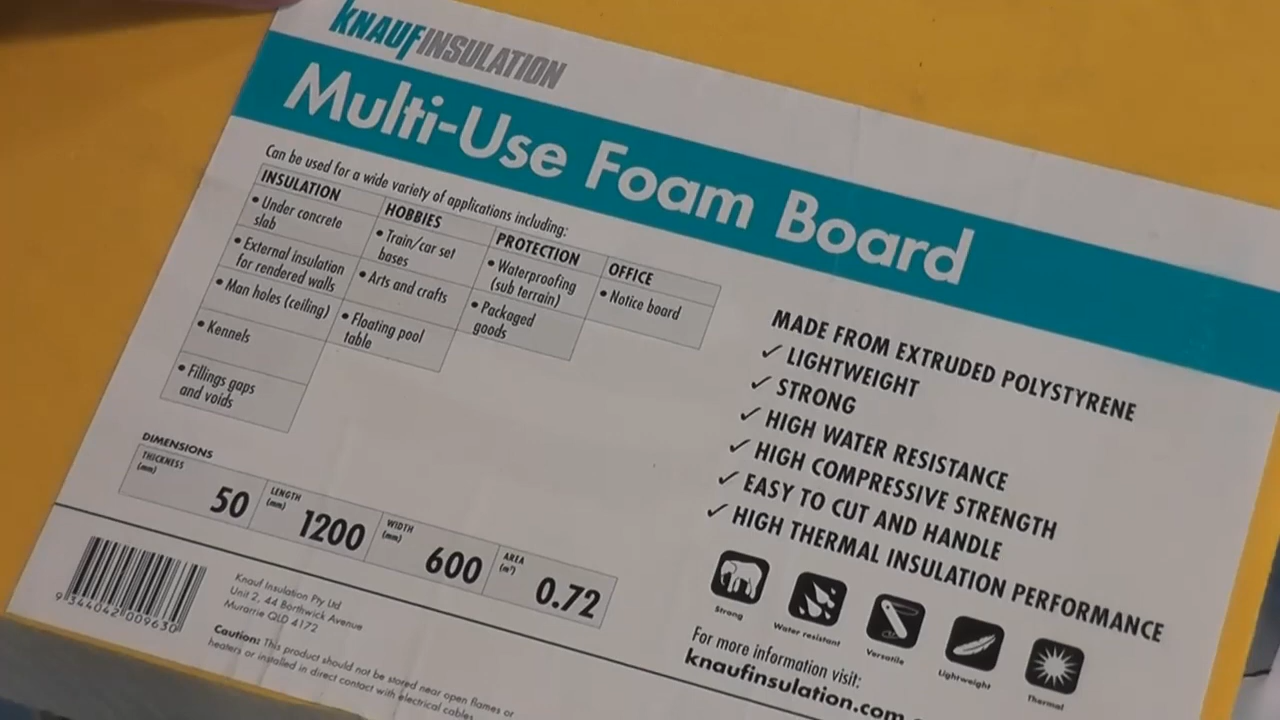 KNAUFINSULATION
Multi-Use Foam Board
Can be used for a wide variety of applications including:
INSULATION
• Under concrete
slab
• External insulation
for rendered walls
• Man holes (ceiling)
• Kennels
• Fillings gaps
and voids
HOBBIES
• Train/car set
bases
• Arts and crafts
• Floating pool
table
PROTECTION
• Waterproofing
(sub terrain)
• Packaged
goods
OFFICE
• Notice board
MADE FROM EXTRUDED POLYSTYRENE
✓ LIGHTWEIGHT
✓ STRONG
✓ HIGH WATER RESISTANCE
✓ HIGH COMPRESSIVE STRENGTH
✓ EASY TO CUT AND HANDLE
✓ HIGH THERMAL INSULATION PERFORMANCE
DIMENSIONS
THICKNESS
(mm)
50
LENGTH
(mm)
1200
WIDTH
(mm)
600
AREA
(m²)
0.72
Strong
Water resistant
Versatile
Lightweight
Thermal
For more information visit:
knaufinsulation.com
9 344042 009630
Knauf Insulation Pty Ltd
Unit 2, 44 Borthwick Avenue
Murarrie QLD 4172
Caution: This product should not be stored near open flames or
heaters or installed in direct contact with electrical cables